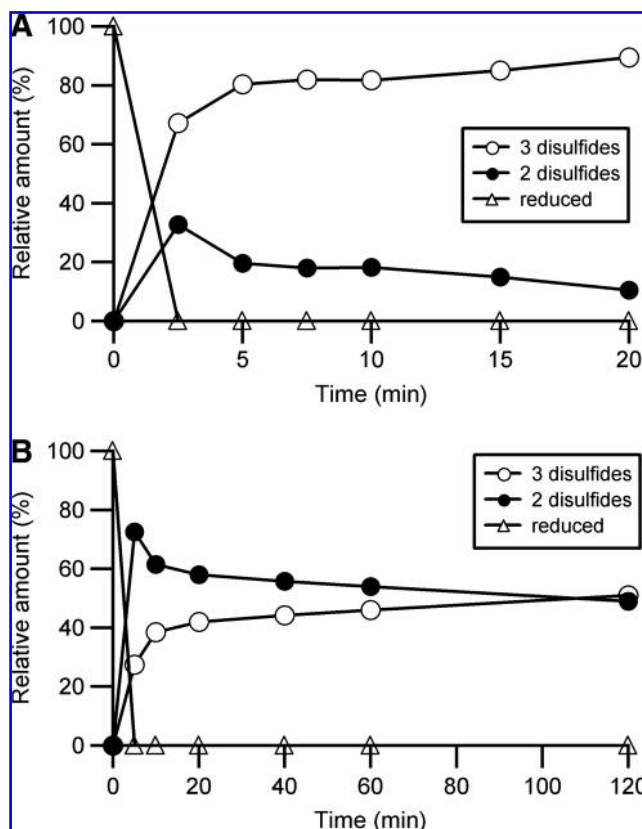 A
Relative amount (%)
100
80
60
40
20
0
3 disulfides
2 disulfides
reduced
0 5 10 15 20
Time (min)
B
Relative amount (%)
100
80
60
40
20
0
3 disulfides
2 disulfides
reduced
0 20 40 60 80 100 120
Time (min)